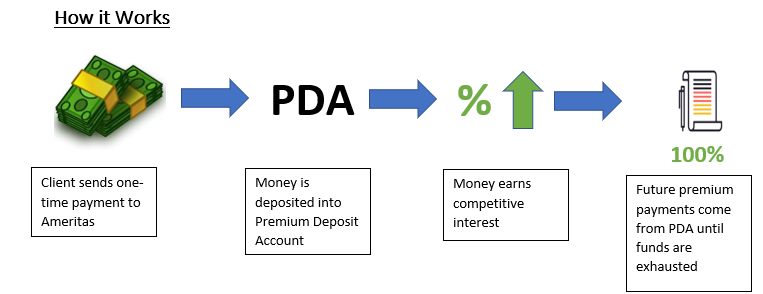 How it Works
PDA
%
100%
Client sends one-
time payment to
Ameritas
Money is
deposited into
Premium Deposit
Account
Money earns
competitive
interest
Future premium
payments come
from PDA until
funds are
exhausted